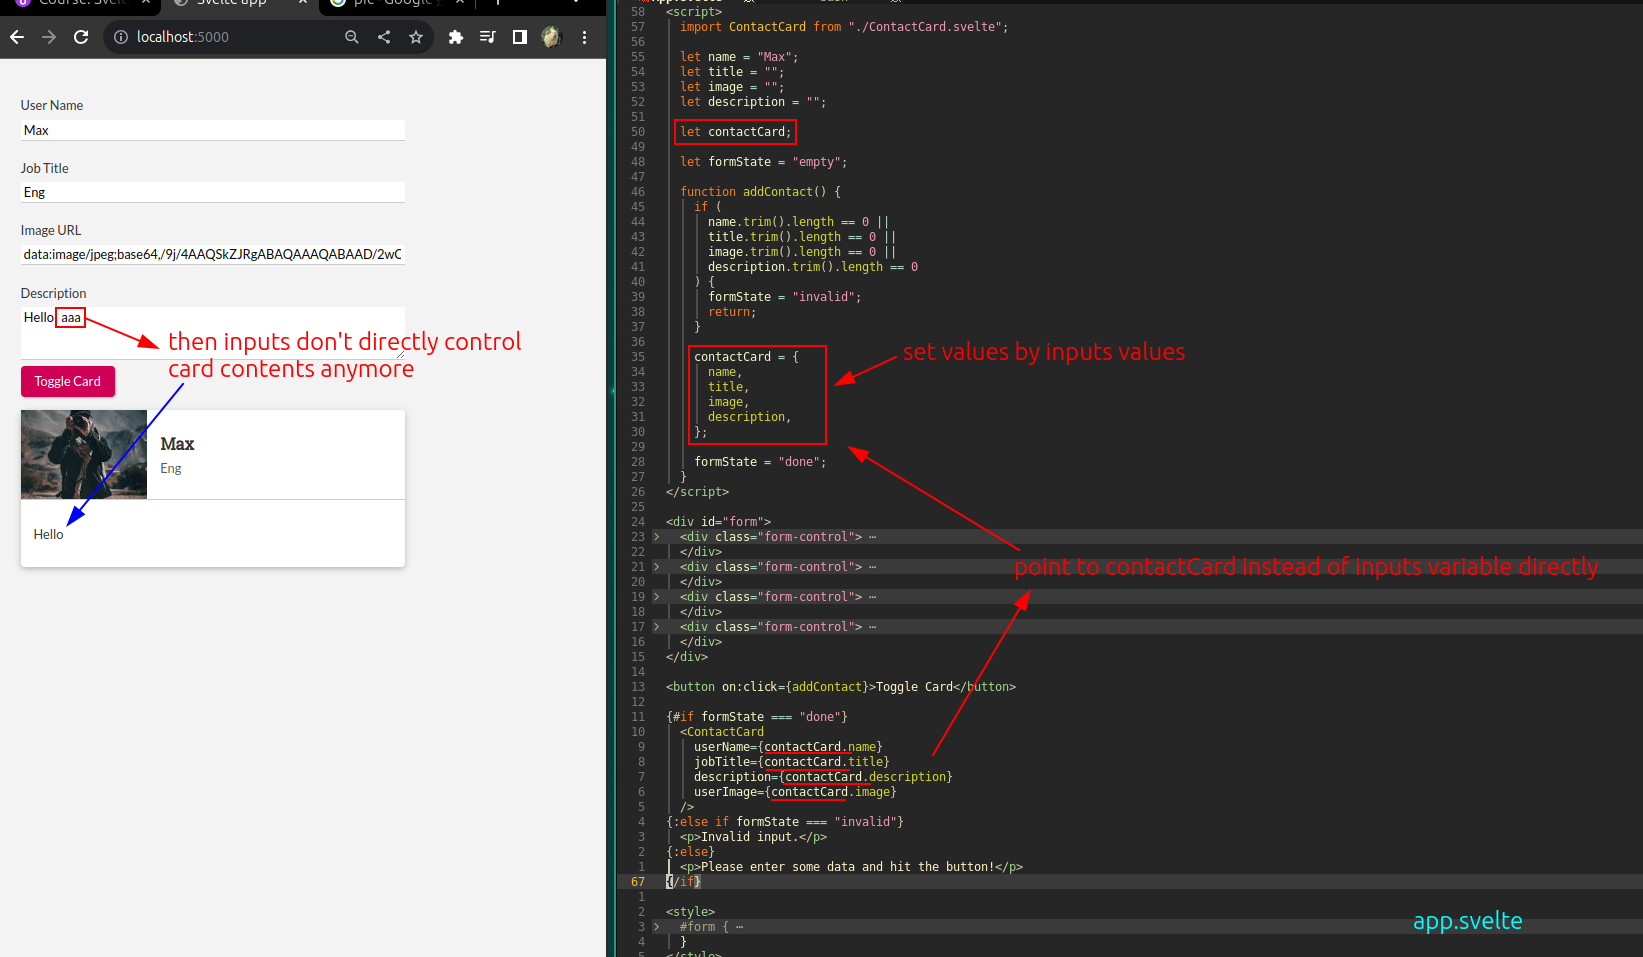 Course: Svelt
Svelte app
pic - Google
localhost:5000
User Name
Max
Job Title
Eng
Image URL
data:image/jpeg;base64,/9j/4AAQSkZJRgABAQAAAQABAAD/2wC
Description
Hello aaa
then inputs don't directly control
card contents anymore
Toggle Card
Max
Eng
Hello
58 <script>
57 import ContactCard from "./ContactCard.svelte";
56
55 let name = "Max";
54 let title = "";
53 let image = "";
52 let description = "";
51
50 let contactCard;
49
48 let formState = "empty";
47
46 function addContact() {
45 if (
44 name.trim().length == 0 ||
43 title.trim().length == 0 ||
42 image.trim().length == 0 ||
41 description.trim().length == 0
40 ) {
39 formState = "invalid";
38 return;
37 }
36
35 contactCard = {
34 name,
33 title,
32 image,
31 description,
30 };
29
28 formState = "done";
27 }
26 </script>
25
24 <div id="form">
23 > <div class="form-control"> ⋯
22 </div>
21 > <div class="form-control"> ⋯
20 </div>
19 > <div class="form-control"> ⋯
18 </div>
17 > <div class="form-control"> ⋯
16 </div>
15 </div>
14
13 <button on:click={addContact}>Toggle Card</button>
12
11 {#if formState === "done"}
10 <ContactCard
9 userName={contactCard.name}
8 jobTitle={contactCard.title}
7 description={contactCard.description}
6 userImage={contactCard.image}
5 />
4 {:else if formState === "invalid"}
3 <p>Invalid input.</p>
2 {:else}
1 <p>Please enter some data and hit the button!</p>
67 {/if}
1
2 <style>
3 > #form { ⋯
4 }
5 </style>
set values by inputs values
point to contactCard instead of inputs variable directly
app.svelte